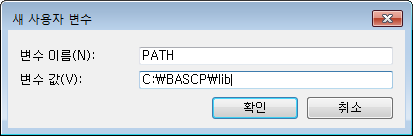 새 사용자 변수
변수 이름(N): PATH
변수 값(V): C:₩BASCP₩lib
확인 취소